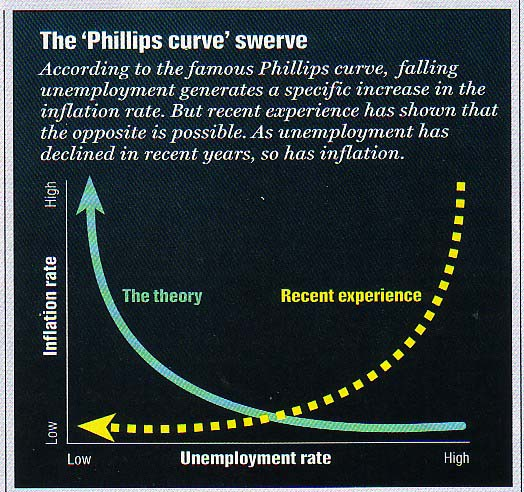 The 'Phillips curve' swerve
According to the famous Phillips curve, falling
unemployment generates a specific increase in the
inflation rate. But recent experience has shown that
the opposite is possible. As unemployment has
declined in recent years, so has inflation.
High
The theory
Recent experience
Inflation rate
Low
Low
Unemployment rate
High